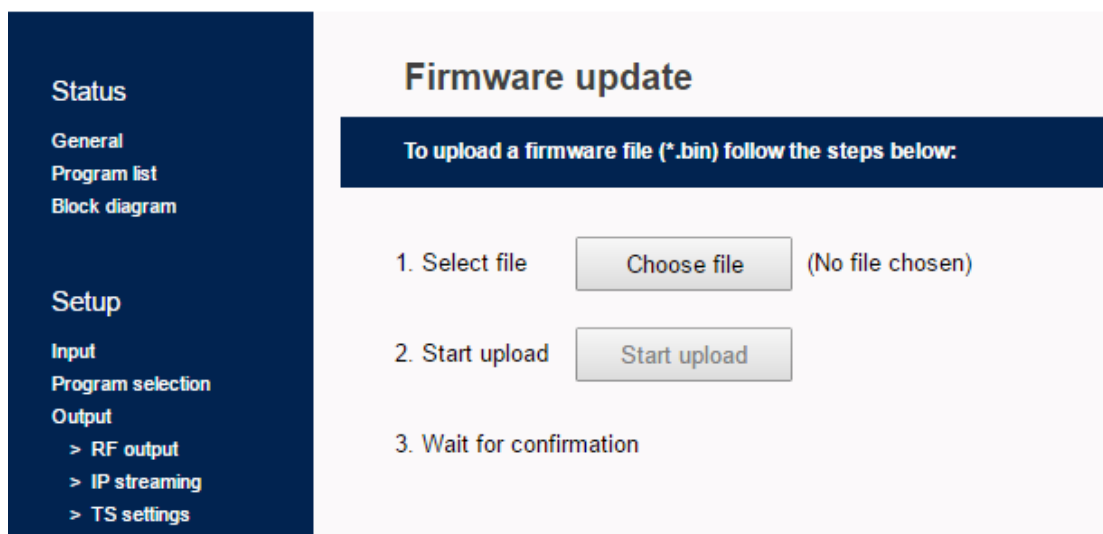 Status
General
Program list
Block diagram
Setup
Input
Program selection
Output
> RF output
> IP streaming
> TS settings
Firmware update
To upload a firmware file (*.bin) follow the steps below:
1. Select file Choose file (No file chosen)
2. Start upload Start upload
3. Wait for confirmation